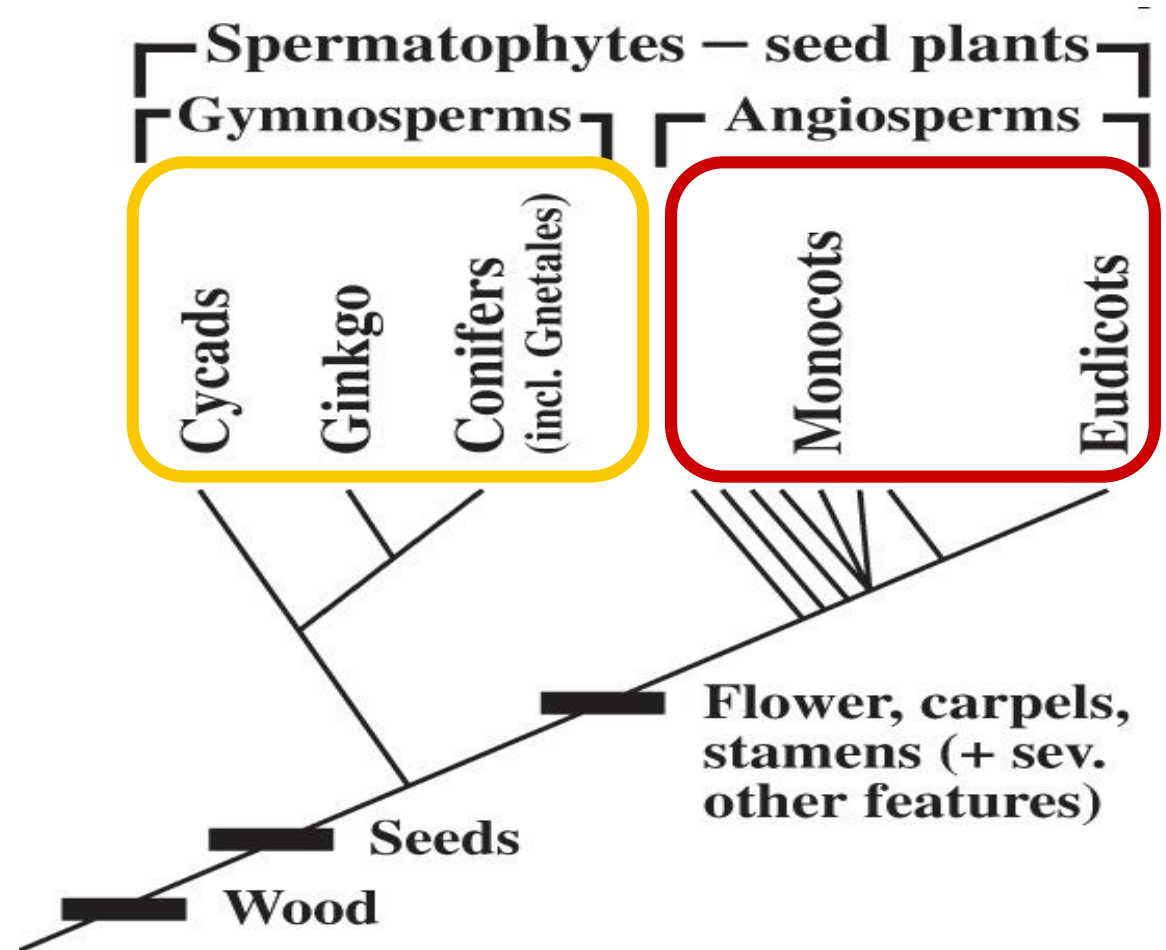 Spermatophytes — seed plants
Gymnosperms
Angiosperms
Cycads
Ginkgo
Conifers
(incl. Gnetales)
Monocots
Eudicots
Flower, carpels,
stamens (+ sev.
other features)
Seeds
Wood